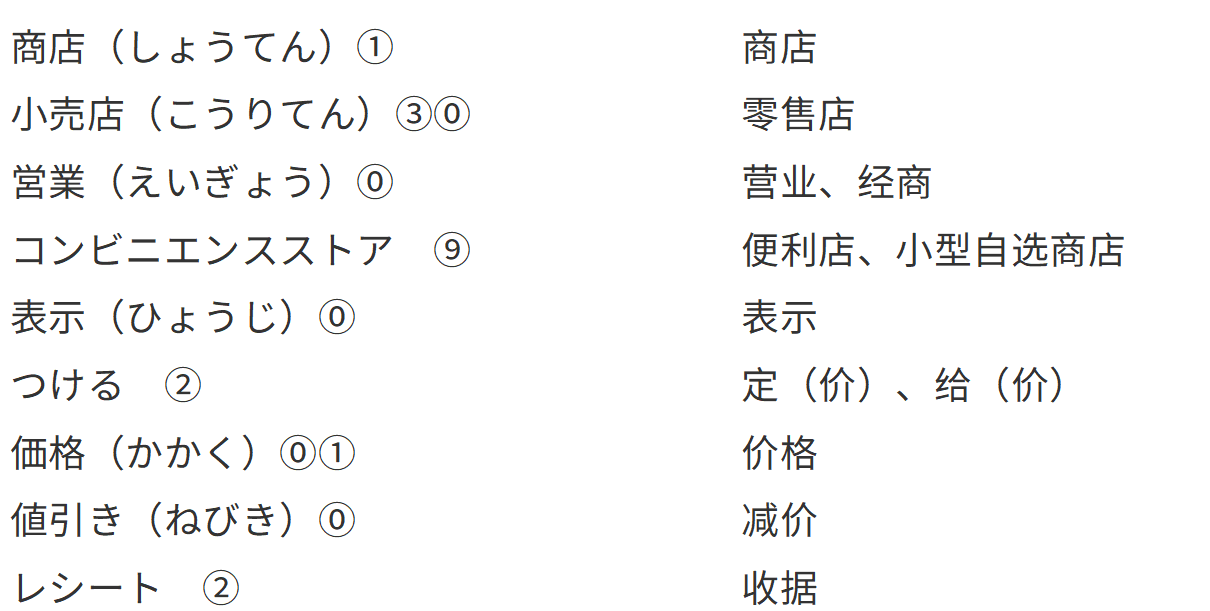 商店（しょうてん）① 商店
小売店（こうりてん）③⓪ 零售店
営業（えいぎょう）⓪ 营业、经商
コンビニエンスストア　⑨ 便利店、小型自选商店
表示（ひょうじ）⓪ 表示
つける　② 定（价）、给（价）
価格（かかく）⓪① 价格
値引き（ねびき）⓪ 减价
レシート　② 收据